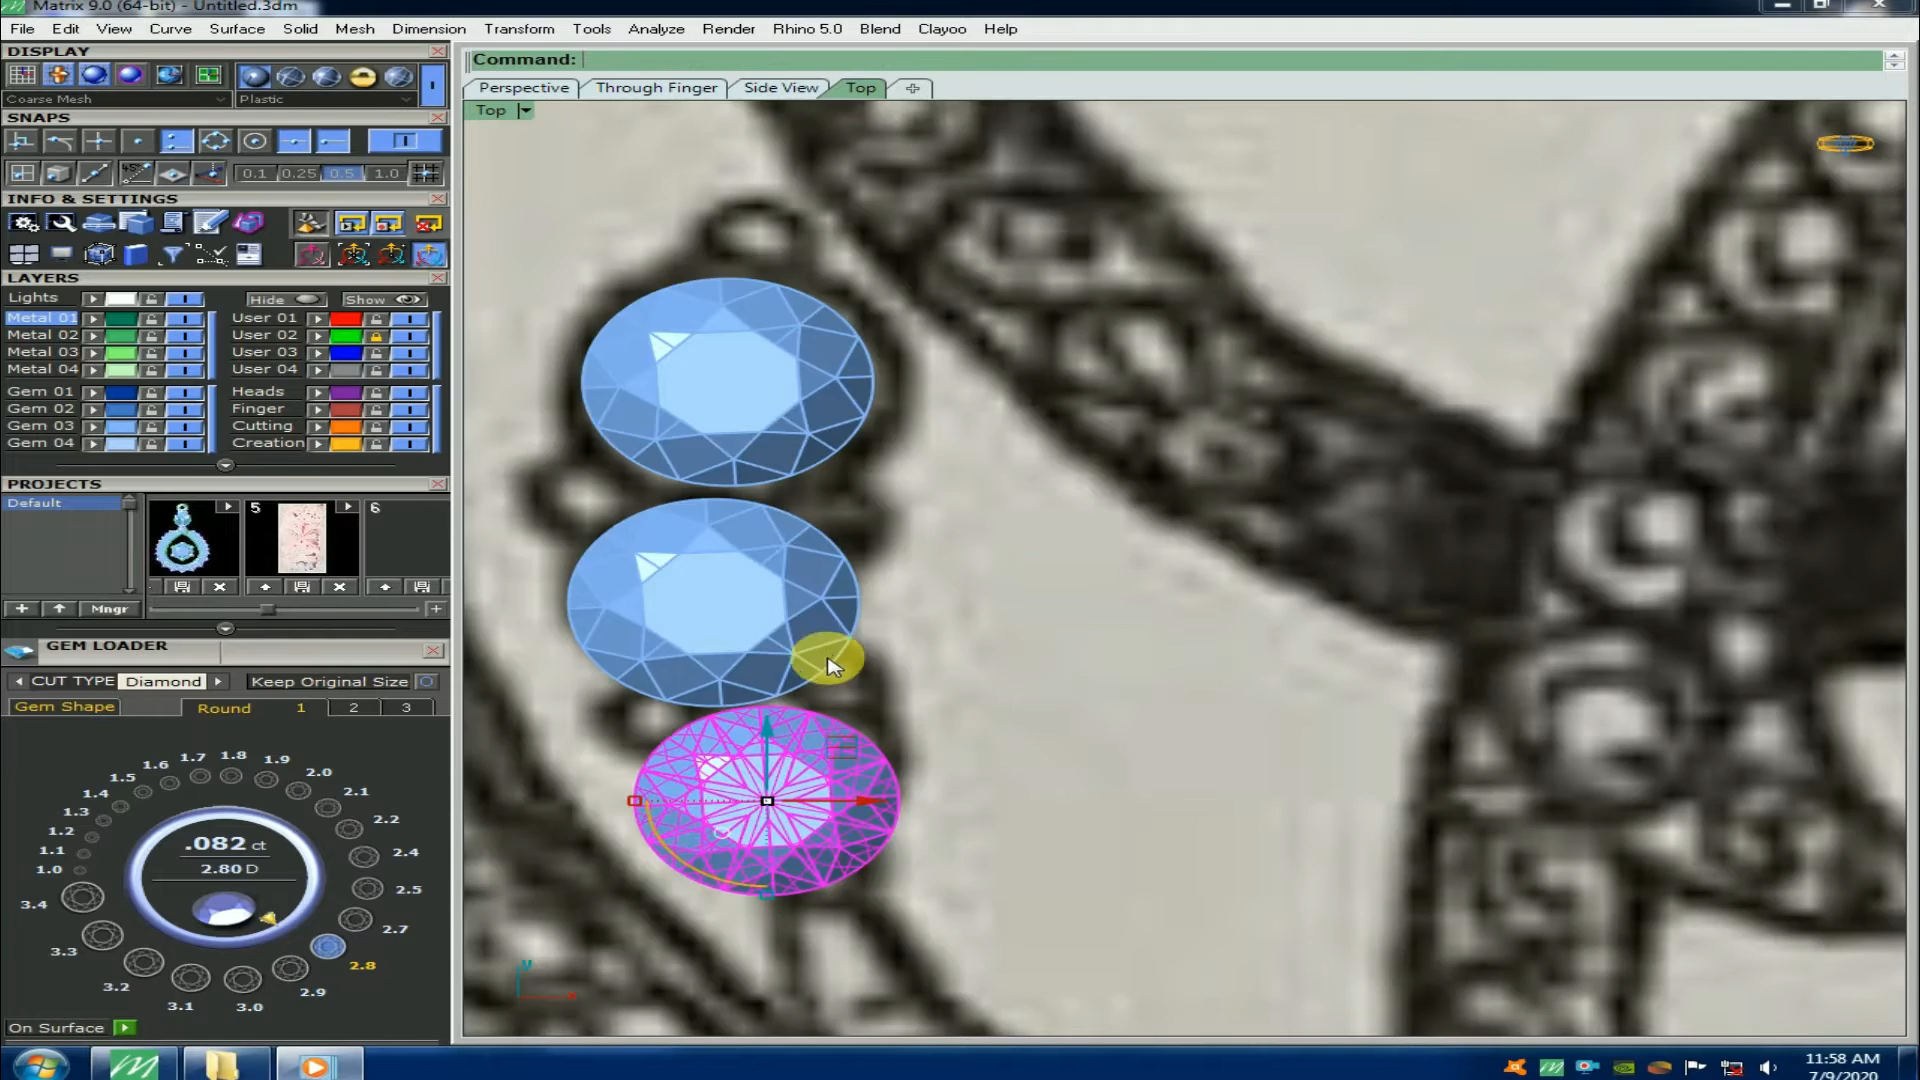 Matrix 9.0 (64-bit) - Untitled.3dm
File Edit View Curve Surface Solid Mesh Dimension Transform Tools Analyze Render Rhino 5.0 Blend Clayoo Help
DISPLAY
Coarse Mesh Plastic
SNAPS
0.1 0.25 0.5 1.0
INFO & SETTINGS
LAYERS
Lights Hide Show
Metal 01 User 01
Metal 02 User 02
Metal 03 User 03
Metal 04 User 04
Gem 01 Heads
Gem 02 Finger
Gem 03 Cutting
Gem 04 Creation
PROJECTS
Default 5 6
+ Mngr +
GEM LOADER
CUT TYPE Diamond Keep Original Size
Gem Shape Round 1 2 3
1.0
1.1
1.2
1.3
1.4
1.5
1.6
1.7
1.8
1.9
2.0
2.1
2.2
2.4
2.5
2.7
2.8
2.9
3.0
3.1
3.2
3.3
3.4
.082 ct
2.80 D
On Surface
Command:
Perspective Through Finger Side View Top
Top
11:58 AM
7/9/2020